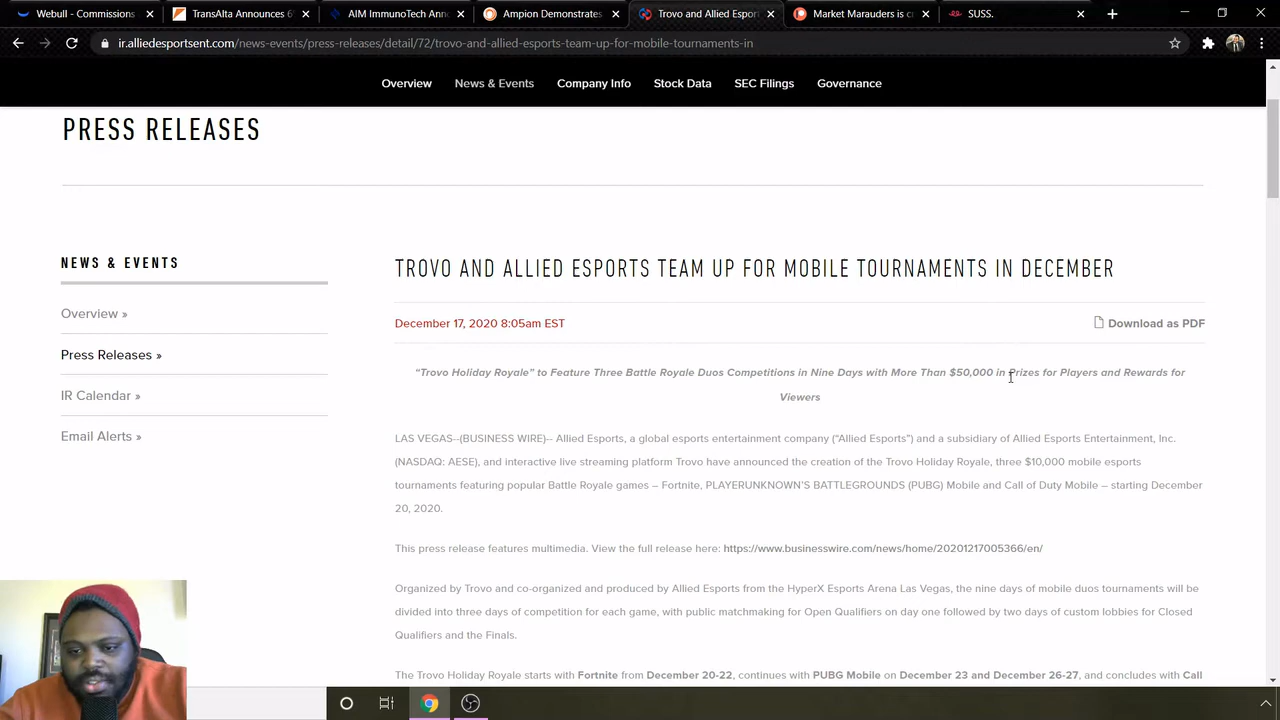 Webull - Commissions
TransAlta Announces 6
AIM ImmunoTech Ann
Ampion Demonstrates
Trovo and Allied Espor
Market Marauders is c
SUSS.
ir.alliedesportsent.com/news-events/press-releases/detail/72/trovo-and-allied-esports-team-up-for-mobile-tournaments-in
Overview News & Events Company Info Stock Data SEC Filings Governance
PRESS RELEASES
NEWS & EVENTS
Overview »
Press Releases »
IR Calendar »
Email Alerts »
TROVO AND ALLIED ESPORTS TEAM UP FOR MOBILE TOURNAMENTS IN DECEMBER
December 17, 2020 8:05am EST
Download as PDF
“Trovo Holiday Royale” to Feature Three Battle Royale Duos Competitions in Nine Days with More Than $50,000 in Prizes for Players and Rewards for
Viewers
LAS VEGAS--(BUSINESS WIRE)-- Allied Esports, a global esports entertainment company (“Allied Esports”) and a subsidiary of Allied Esports Entertainment, Inc.
(NASDAQ: AESE), and interactive live streaming platform Trovo have announced the creation of the Trovo Holiday Royale, three $10,000 mobile esports
tournaments featuring popular Battle Royale games – Fortnite, PLAYERUNKNOWN’S BATTLEGROUNDS (PUBG) Mobile and Call of Duty Mobile – starting December
20, 2020.
This press release features multimedia. View the full release here: https://www.businesswire.com/news/home/20201217005366/en/
Organized by Trovo and co-organized and produced by Allied Esports from the HyperX Esports Arena Las Vegas, the nine days of mobile duos tournaments will be
divided into three days of competition for each game, with public matchmaking for Open Qualifiers on day one followed by two days of custom lobbies for Closed
Qualifiers and the Finals.
The Trovo Holiday Royale starts with Fortnite from December 20-22, continues with PUBG Mobile on December 23 and December 26-27, and concludes with Call